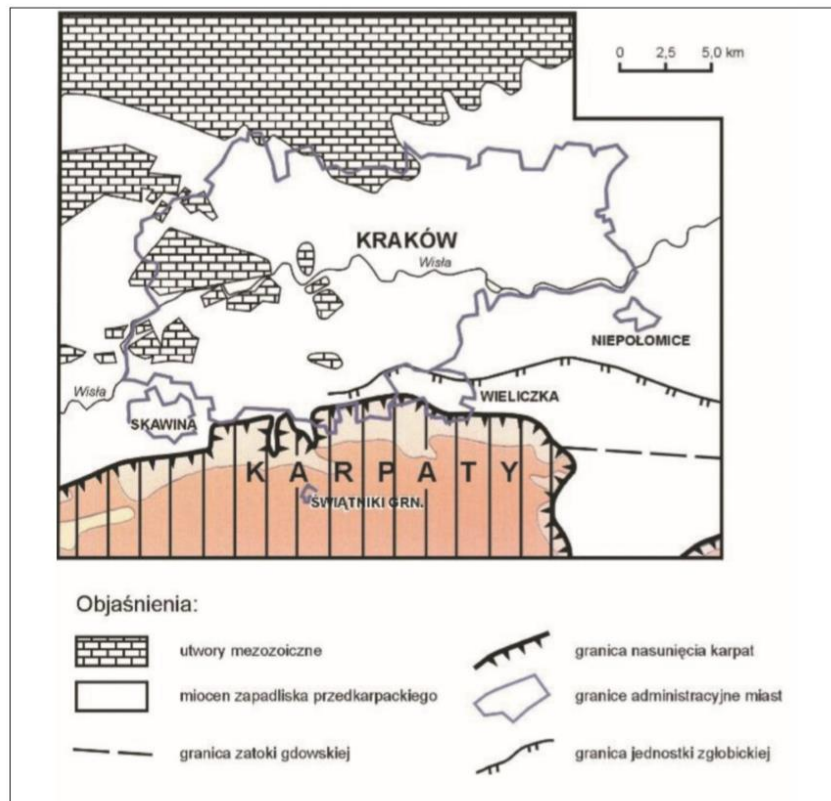 0 2,5 5,0 km
KRAKÓW
Wisła
NIEPOŁOMICE
WIELICZKA
Wisła
SKAWINA
KARPATY
ŚWIĄTNIKI GRN.
Objaśnienia:
utwory mezozoiczne
granica nasunięcia karpat
miocen zapadliska przedkarpackiego
granice administracyjne miast
granica zatoki gdowskiej
granica jednostki zgłobickiej